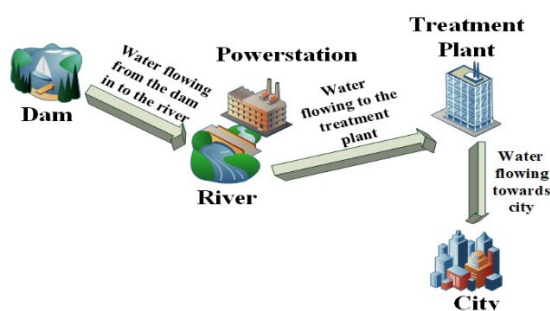 Dam
Water flowing
from the dam
in to the river
Powerstation
River
Water
flowing to the
treatment
plant
Treatment
Plant
Water
flowing
towards
city
City